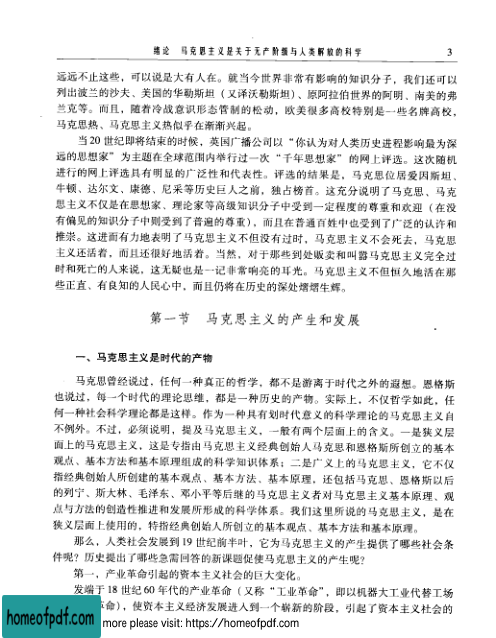 绪论 马克思主义是关于无产阶级与人类解放的科学 3
远远不止这些，可以说是大有人在。就当今世界非常有影响的知识分子，我们还可以
列出波兰的沙夫、美国的华勒斯坦（又译沃勒斯坦）、原阿拉伯世界的阿明、南美的弗
兰克等。而且，随着冷战意识形态管制的松动，欧美很多高校特别是一些名牌高校，
马克思热、马克思主义热似乎在渐渐兴起。
当20世纪即将结束的时候，英国广播公司以“你认为对人类历史进程影响最为深
远的思想家”为主题在全球范围内举行过一次“千年思想家”的网上评选。这次随机
进行的网上评选具有明显的广泛性和代表性。评选的结果是，马克思位居爱因斯坦、
牛顿、达尔文、康德、尼采等历史巨人之前，独占榜首。这充分说明了马克思、马克
思主义不仅是在思想家、理论家等高级知识分子中受到一定程度的尊重和欢迎（在没
有偏见的知识分子中则受到了普遍的尊重），而且在普通百姓中也受到了广泛的认许和
推崇。这进而有力地表明了马克思主义不但没有过时，马克思主义不会死去，马克思
主义还活着，而且还很好地活着。当然，对于那些到处贩卖和叫嚣马克思主义完全过
时和死亡的人来说，这无疑也是一记非常响亮的耳光。马克思主义不但恒久地活在那
些正直、有良知的人民心中，而且仍将在历史的深处熠熠生辉。
第一节 马克思主义的产生和发展
一、马克思主义是时代的产物
马克思曾经说过，任何一种真正的哲学，都不是游离于时代之外的遐想。恩格斯
也说过，每一个时代的理论思维，都是一种历史的产物。实际上，不仅哲学如此，任
何一种社会科学理论都是这样。作为一种具有划时代意义的科学理论的马克思主义自
不例外。不过，必须说明，提及马克思主义，一般有两个层面上的含义。一是狭义层
面上的马克思主义，这是专指由马克思主义经典创始人马克思和恩格斯所创立的基本
观点、基本方法和基本原理组成的科学知识体系；二是广义上的马克思主义，它不仅
指经典创始人所创建的基本观点、基本方法、基本原理，还包括马克思、恩格斯以后
的列宁、斯大林、毛泽东、邓小平等后继的马克思主义者对马克思主义基本原理、观
点与方法的创造性推进和发展所形成的科学体系。我们这里所说的马克思主义，是在
狭义层面上使用的，特指经典创始人所创立的基本观点、基本方法和基本原理。
那么，人类社会发展到19世纪前半叶，它为马克思主义的产生提供了哪些社会条
件呢？历史提出了哪些急需回答的新课题促使马克思主义的产生呢？
第一，产业革命引起的资本主义社会的巨大变化。
发端于18世纪60年代的产业革命（又称“工业革命”，即以机器大工业代替工场
革命），使资本主义经济发展进人到一个崭新的阶段，引起了资本主义社会的
homeofpdf.com
more please visit: https://homeofpdf.com
homeofpdf.com